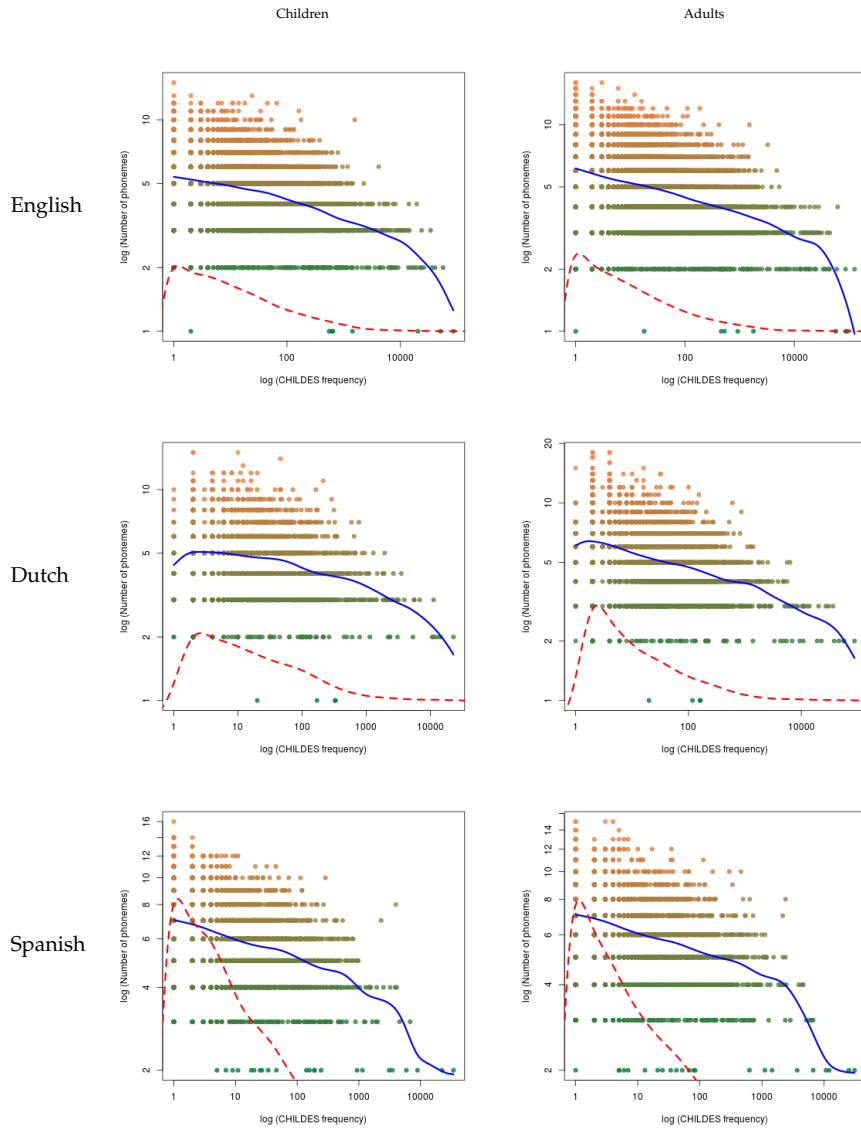 Children Adults
English
log (Number of phonemes)
10
5
2
1
1 100 10000
log (CHILDES frequency)
log (Number of phonemes)
10
5
2
1
1 100 10000
log (CHILDES frequency)
Dutch
log (Number of phonemes)
10
5
2
1
1 10 100 1000 10000
log (CHILDES frequency)
log (Number of phonemes)
20
10
5
2
1
1 100 10000
log (CHILDES frequency)
Spanish
log (Number of phonemes)
16
12
10
8
6
4
2
1 10 100 1000 10000
log (CHILDES frequency)
log (Number of phonemes)
14
10
8
6
4
2
1 10 100 1000 10000
log (CHILDES frequency)